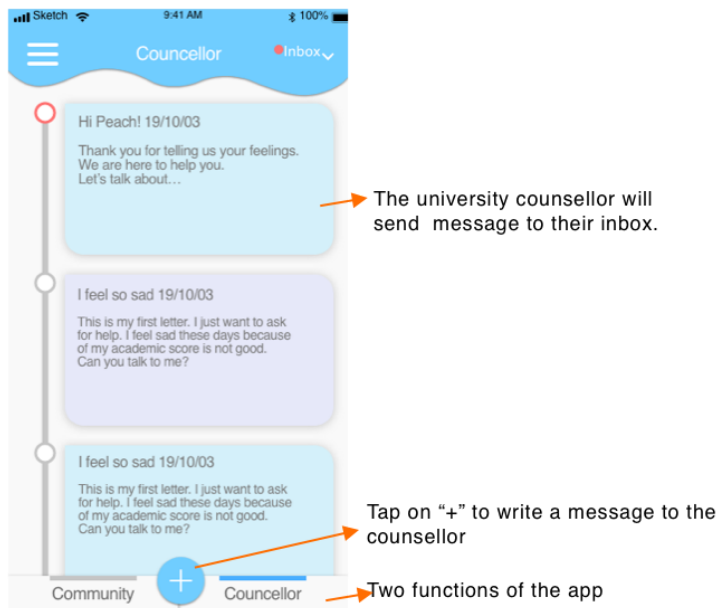 Sketch 9:41 AM 100%
Councellor Inbox
Hi Peach! 19/10/03
Thank you for telling us your feelings.
We are here to help you.
Let's talk about...
The university counsellor will
send message to their inbox.
I feel so sad 19/10/03
This is my first letter. I just want to ask
for help. I feel sad these days because
of my academic score is not good.
Can you talk to me?
I feel so sad 19/10/03
This is my first letter. I just want to ask
for help. I feel sad these days because
of my academic score is not good.
Can you talk to me?
Tap on “+” to write a message to the
counsellor
+
Community Councellor
Two functions of the app